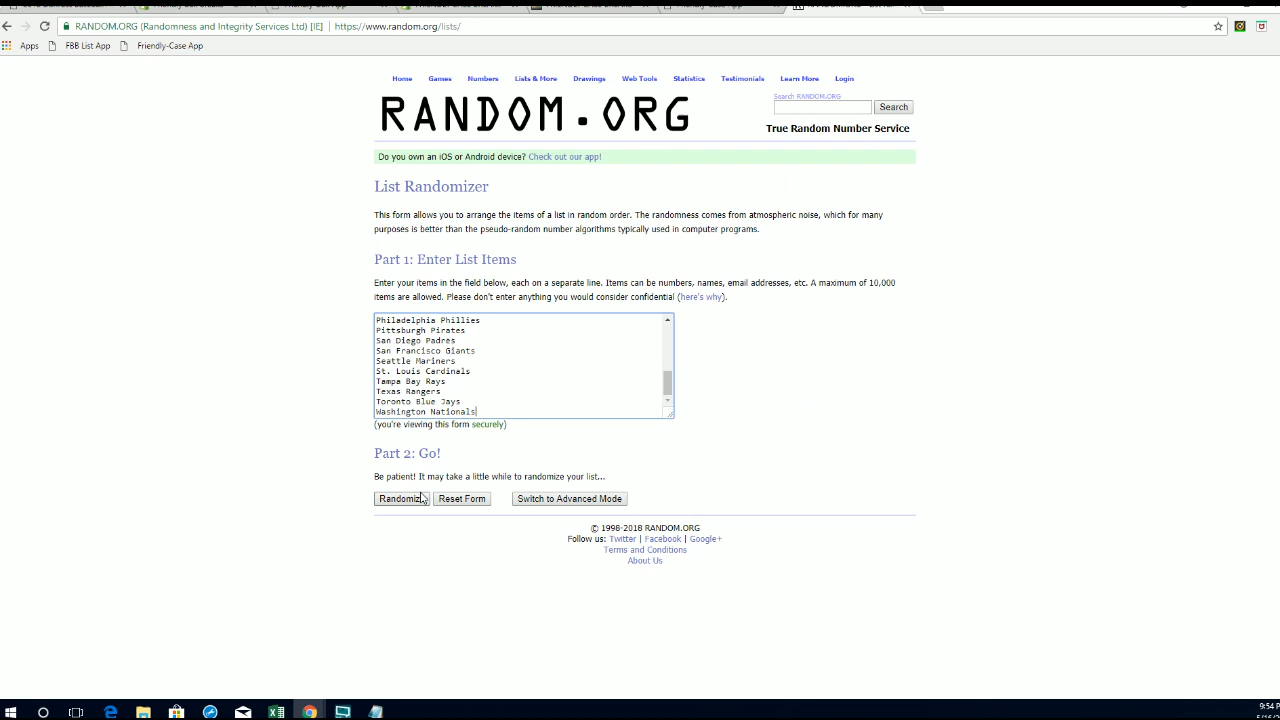 RANDOM.ORG (Randomness and Integrity Services Ltd) [IE] https://www.random.org/lists/
Apps FBB List App Friendly-Case App
Home Games Numbers Lists & More Drawings Web Tools Statistics Testimonials Learn More Login
RANDOM.ORG
Search RANDOM.ORG
Search
True Random Number Service
Do you own an iOS or Android device? Check out our app!
List Randomizer
This form allows you to arrange the items of a list in random order. The randomness comes from atmospheric noise, which for many
purposes is better than the pseudo-random number algorithms typically used in computer programs.
Part 1: Enter List Items
Enter your items in the field below, each on a separate line. Items can be numbers, names, email addresses, etc. A maximum of 10,000
items are allowed. Please don't enter anything you would consider confidential (here's why).
Philadelphia Phillies
Pittsburgh Pirates
San Diego Padres
San Francisco Giants
Seattle Mariners
St. Louis Cardinals
Tampa Bay Rays
Texas Rangers
Toronto Blue Jays
Washington Nationals
(you're viewing this form securely)
Part 2: Go!
Be patient! It may take a little while to randomize your list...
Randomize Reset Form Switch to Advanced Mode
© 1998-2018 RANDOM.ORG
Follow us: Twitter | Facebook | Google+
Terms and Conditions
About Us
9:54